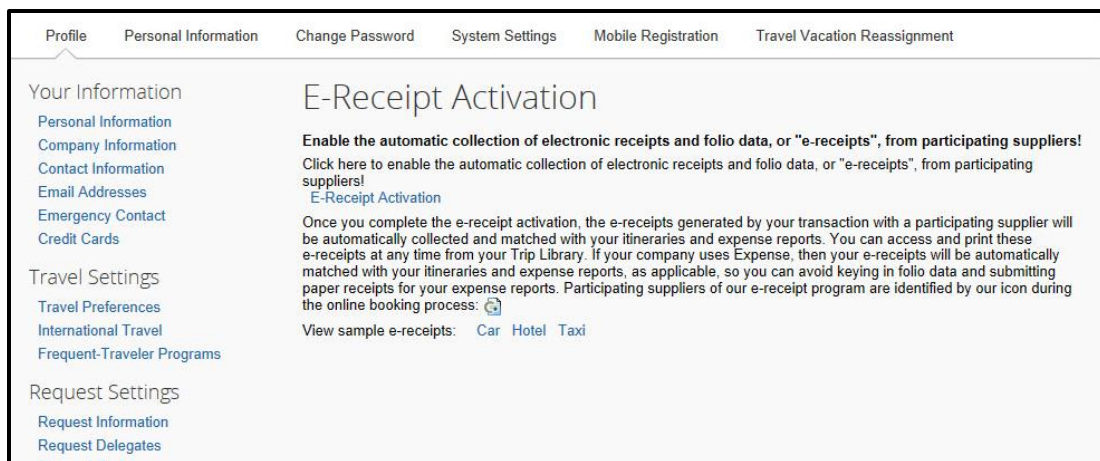 Profile Personal Information Change Password System Settings Mobile Registration Travel Vacation Reassignment
Your Information
Personal Information
Company Information
Contact Information
Email Addresses
Emergency Contact
Credit Cards
Travel Settings
Travel Preferences
International Travel
Frequent-Traveler Programs
Request Settings
Request Information
Request Delegates
E-Receipt Activation
Enable the automatic collection of electronic receipts and folio data, or "e-receipts", from participating suppliers!
Click here to enable the automatic collection of electronic receipts and folio data, or "e-receipts", from participating
suppliers!
E-Receipt Activation
Once you complete the e-receipt activation, the e-receipts generated by your transaction with a participating supplier will
be automatically collected and matched with your itineraries and expense reports. You can access and print these
e-receipts at any time from your Trip Library. If your company uses Expense, then your e-receipts will be automatically
matched with your itineraries and expense reports, as applicable, so you can avoid keying in folio data and submitting
paper receipts for your expense reports. Participating suppliers of our e-receipt program are identified by our icon during
the online booking process:
View sample e-receipts: Car Hotel Taxi